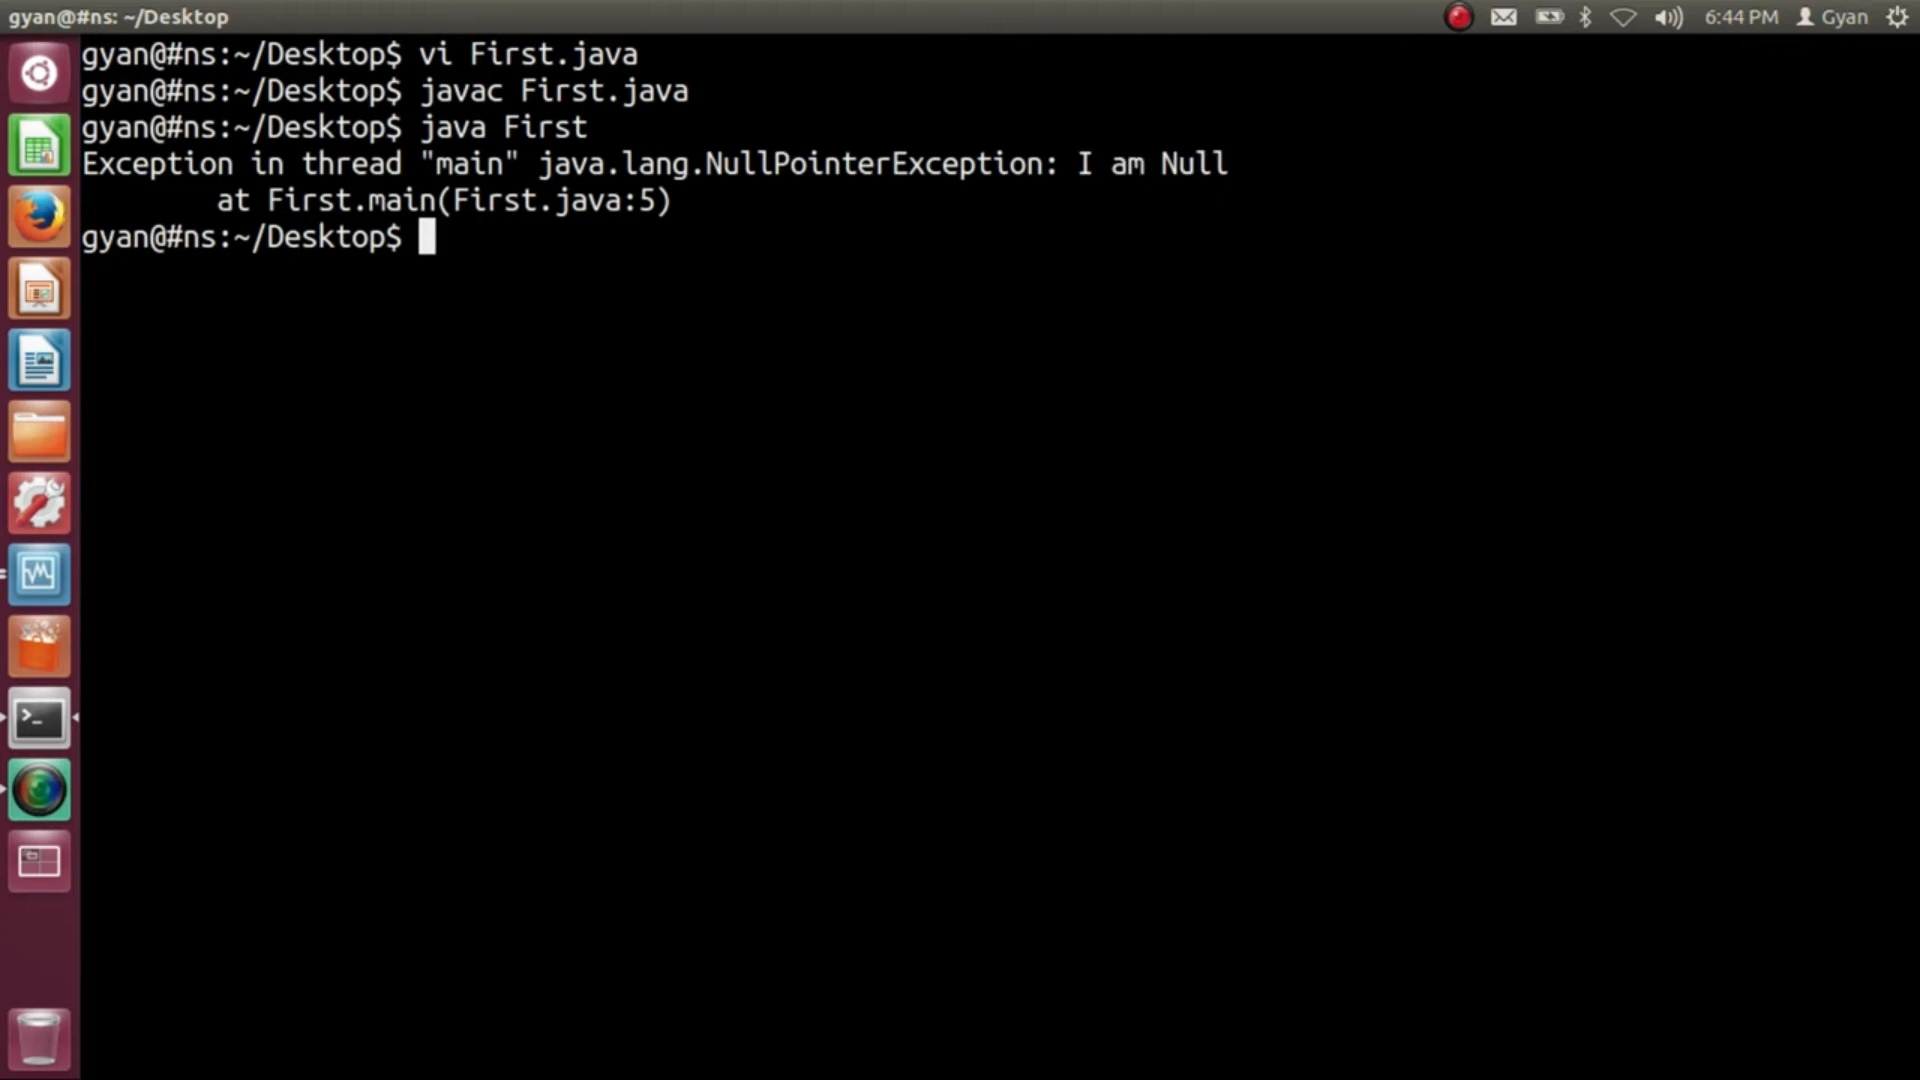 gyan@#ns: ~/Desktop
6:44 PM
Gyan
gyan@#ns:~/Desktop$ vi First.java
gyan@#ns:~/Desktop$ javac First.java
gyan@#ns:~/Desktop$ java First
Exception in thread "main" java.lang.NullPointerException: I am Null
        at First.main(First.java:5)
gyan@#ns:~/Desktop$